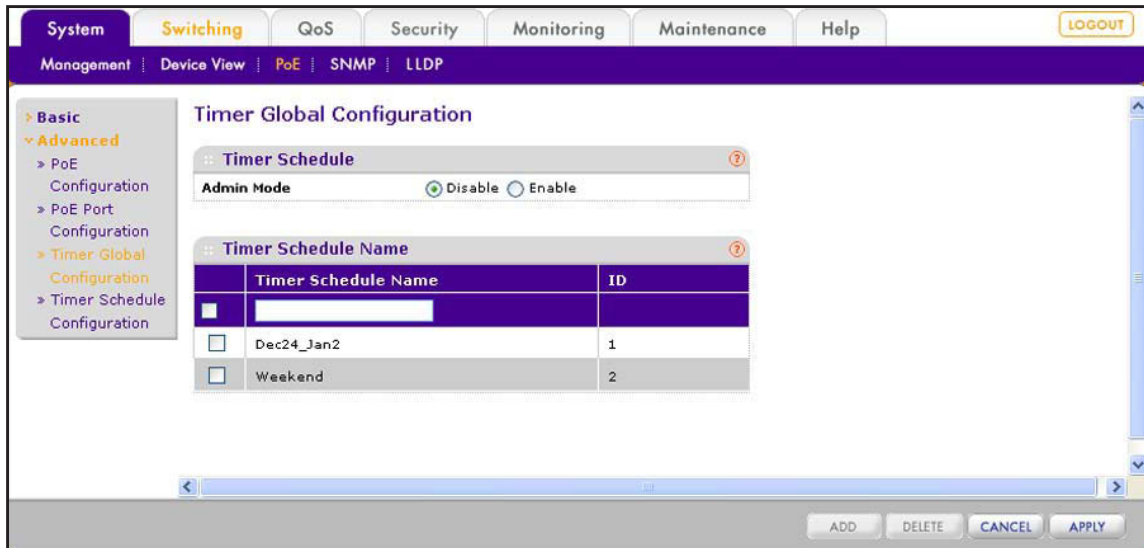 System Switching QoS Security Monitoring Maintenance Help LOGOUT
Management Device View PoE SNMP LLDP
Basic
Advanced
PoE
Configuration
PoE Port
Configuration
Timer Global
Configuration
Timer Schedule
Configuration
Timer Global Configuration
Timer Schedule ?
Admin Mode Disable Enable
Timer Schedule Name ?
Timer Schedule Name ID
Dec24_Jan2 1
Weekend 2
ADD DELETE CANCEL APPLY